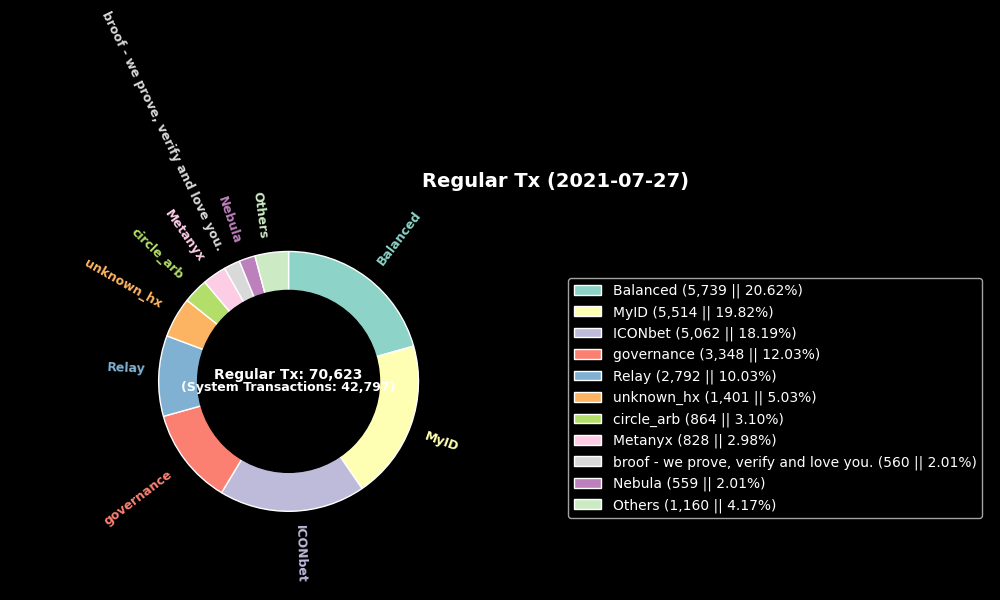 broof - we prove, verify and love you.
Regular Tx (2021-07-27)
Others
Nebula
Metanyx
circle_arb
unknown_hx
Relay
governance
ICONbet
MyID
Balanced
Regular Tx: 70,623
(System Transactions: 42,797)
Balanced (5,739 || 20.62%)
MyID (5,514 || 19.82%)
ICONbet (5,062 || 18.19%)
governance (3,348 || 12.03%)
Relay (2,792 || 10.03%)
unknown_hx (1,401 || 5.03%)
circle_arb (864 || 3.10%)
Metanyx (828 || 2.98%)
broof - we prove, verify and love you. (560 || 2.01%)
Nebula (559 || 2.01%)
Others (1,160 || 4.17%)